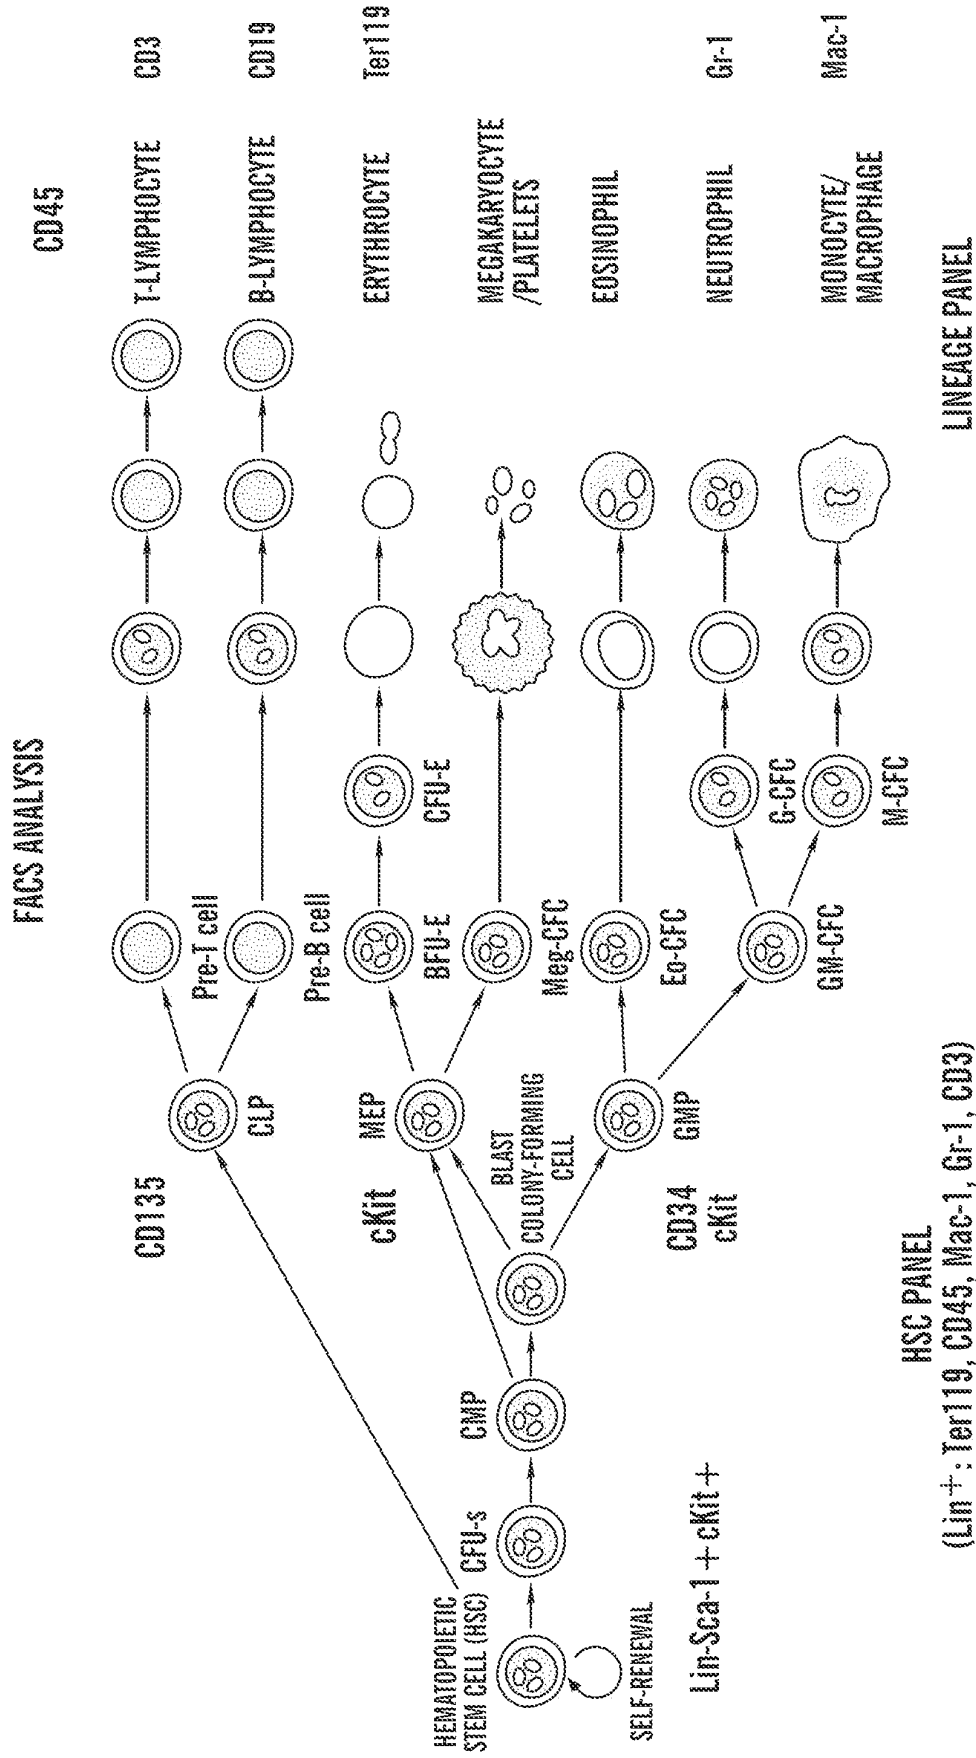 FACS ANALYSIS
CD45
T-LYMPHOCYTE
CD3
Pre-T cell
B-LYMPHOCYTE
CD19
Pre-B cell
CD135
CLP
ERYTHROCYTE
Ter119
BFU-E
CFU-E
MEGAKARYOCYTE
/PLATELETS
Meg-CFC
cKit
MEP
EOSINOPHIL
Eo-CFC
BLAST
COLONY-FORMING
CELL
HEMATOPOIETIC
STEM CELL (HSC)
CFU-s
CMP
SELF-RENEWAL
CD34
cKit
GMP
NEUTROPHIL
Gr-1
G-CFC
GM-CFC
MONOCYTE/
MACROPHAGE
Mac-1
M-CFC
Lin-Sca-1+cKit+
HSC PANEL
(Lin+: Ter119, CD45, Mac-1, Gr-1, CD3)
LINEAGE PANEL